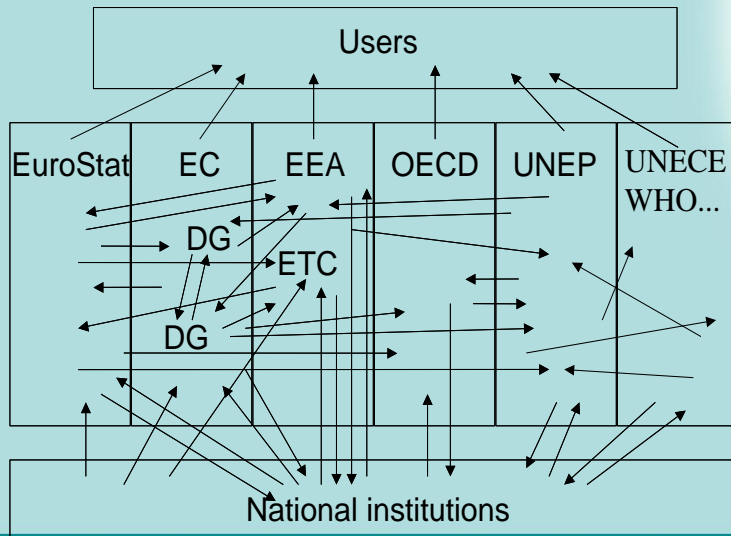 Users
EuroStat EC EEA OECD UNEP UNECE
WHO...
DG
ETC
DG
National institutions